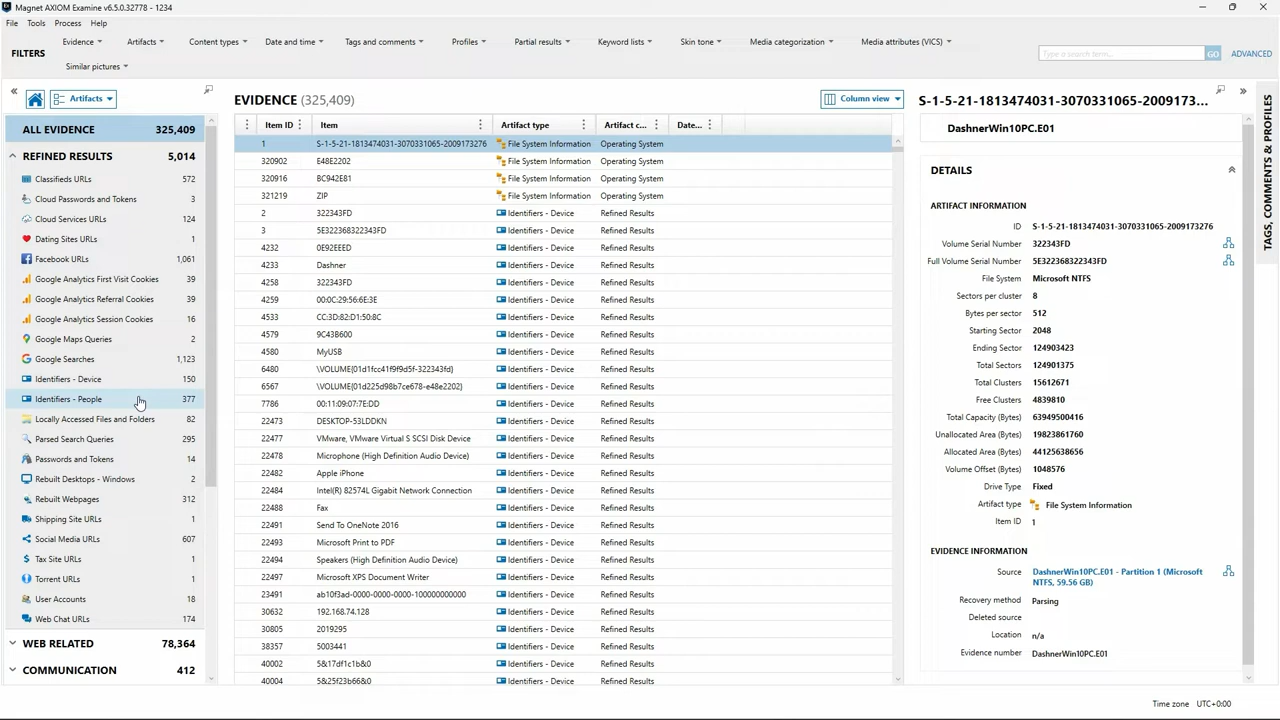 Magnet AXIOM Examine v6.5.0.32778 - 1234
File Tools Process Help
FILTERS
Evidence Artifacts Content types Date and time Tags and comments Profiles Partial results Keyword lists Skin tone Media categorization Media attributes (VICS)
Similar pictures
Type a search term... GO ADVANCED
Artifacts
ALL EVIDENCE 325,409
REFINED RESULTS 5,014
Classifieds URLs 572
Cloud Passwords and Tokens 3
Cloud Services URLs 124
Dating Sites URLs 1
Facebook URLs 1,061
Google Analytics First Visit Cookies 39
Google Analytics Referral Cookies 39
Google Analytics Session Cookies 16
Google Maps Queries 2
Google Searches 1,123
Identifiers - Device 150
Identifiers - People 377
Locally Accessed Files and Folders 82
Parsed Search Queries 295
Passwords and Tokens 14
Rebuilt Desktops - Windows 2
Rebuilt Webpages 312
Shipping Site URLs 1
Social Media URLs 607
Tax Site URLs 1
Torrent URLs 1
User Accounts 18
Web Chat URLs 174
WEB RELATED 78,364
COMMUNICATION 412
EVIDENCE (325,409)
Column view
Item ID Item Artifact type Artifact c... Date...
1 S-1-5-21-1813474031-3070331065-2009173276 File System Information Operating System
320902 E48E2202 File System Information Operating System
320916 BC942E81 File System Information Operating System
321219 ZIP File System Information Operating System
2 322343FD Identifiers - Device Refined Results
3 5E322368322343FD Identifiers - Device Refined Results
4232 0E92EEED Identifiers - Device Refined Results
4233 Dashner Identifiers - Device Refined Results
4258 322343FD Identifiers - Device Refined Results
4259 00:0C:29:56:6E:3E Identifiers - Device Refined Results
4533 CC:3D:82:D1:50:8C Identifiers - Device Refined Results
4579 9C438600 Identifiers - Device Refined Results
4580 MyUSB Identifiers - Device Refined Results
6480 \VOLUME{01d1fcc41f9f9d5f-322343fd} Identifiers - Device Refined Results
6567 \VOLUME{01d225d98b7ce678-e48e2202} Identifiers - Device Refined Results
7786 00:11:09:07:7E:DD Identifiers - Device Refined Results
22473 DESKTOP-53LDDKN Identifiers - Device Refined Results
22477 VMware, VMware Virtual S SCSI Disk Device Identifiers - Device Refined Results
22478 Microphone (High Definition Audio Device) Identifiers - Device Refined Results
22482 Apple iPhone Identifiers - Device Refined Results
22484 Intel(R) 82574L Gigabit Network Connection Identifiers - Device Refined Results
22488 Fax Identifiers - Device Refined Results
22491 Send To OneNote 2016 Identifiers - Device Refined Results
22493 Microsoft Print to PDF Identifiers - Device Refined Results
22494 Speakers (High Definition Audio Device) Identifiers - Device Refined Results
22497 Microsoft XPS Document Writer Identifiers - Device Refined Results
23491 ab10f3ad-0000-0000-0000-100000000000 Identifiers - Device Refined Results
30632 192.168.74.128 Identifiers - Device Refined Results
30805 2019295 Identifiers - Device Refined Results
38357 5003441 Identifiers - Device Refined Results
40002 5&17df1c1b&0 Identifiers - Device Refined Results
40004 5&25f23b66&0 Identifiers - Device Refined Results
S-1-5-21-1813474031-3070331065-2009173...
DashnerWin10PC.E01
DETAILS
ARTIFACT INFORMATION
ID S-1-5-21-1813474031-3070331065-2009173276
Volume Serial Number 322343FD
Full Volume Serial Number 5E322368322343FD
File System Microsoft NTFS
Sectors per cluster 8
Bytes per sector 512
Starting Sector 2048
Ending Sector 124903423
Total Sectors 124901375
Total Clusters 15612671
Free Clusters 4839810
Total Capacity (Bytes) 63949500416
Unallocated Area (Bytes) 19823861760
Allocated Area (Bytes) 44125638656
Volume Offset (Bytes) 1048576
Drive Type Fixed
Artifact type File System Information
Item ID 1
EVIDENCE INFORMATION
Source DashnerWin10PC.E01 - Partition 1 (Microsoft
NTFS, 59.56 GB)
Recovery method Parsing
Deleted source
Location n/a
Evidence number DashnerWin10PC.E01
TAGS, COMMENTS & PROFILES
Time zone UTC+0:00